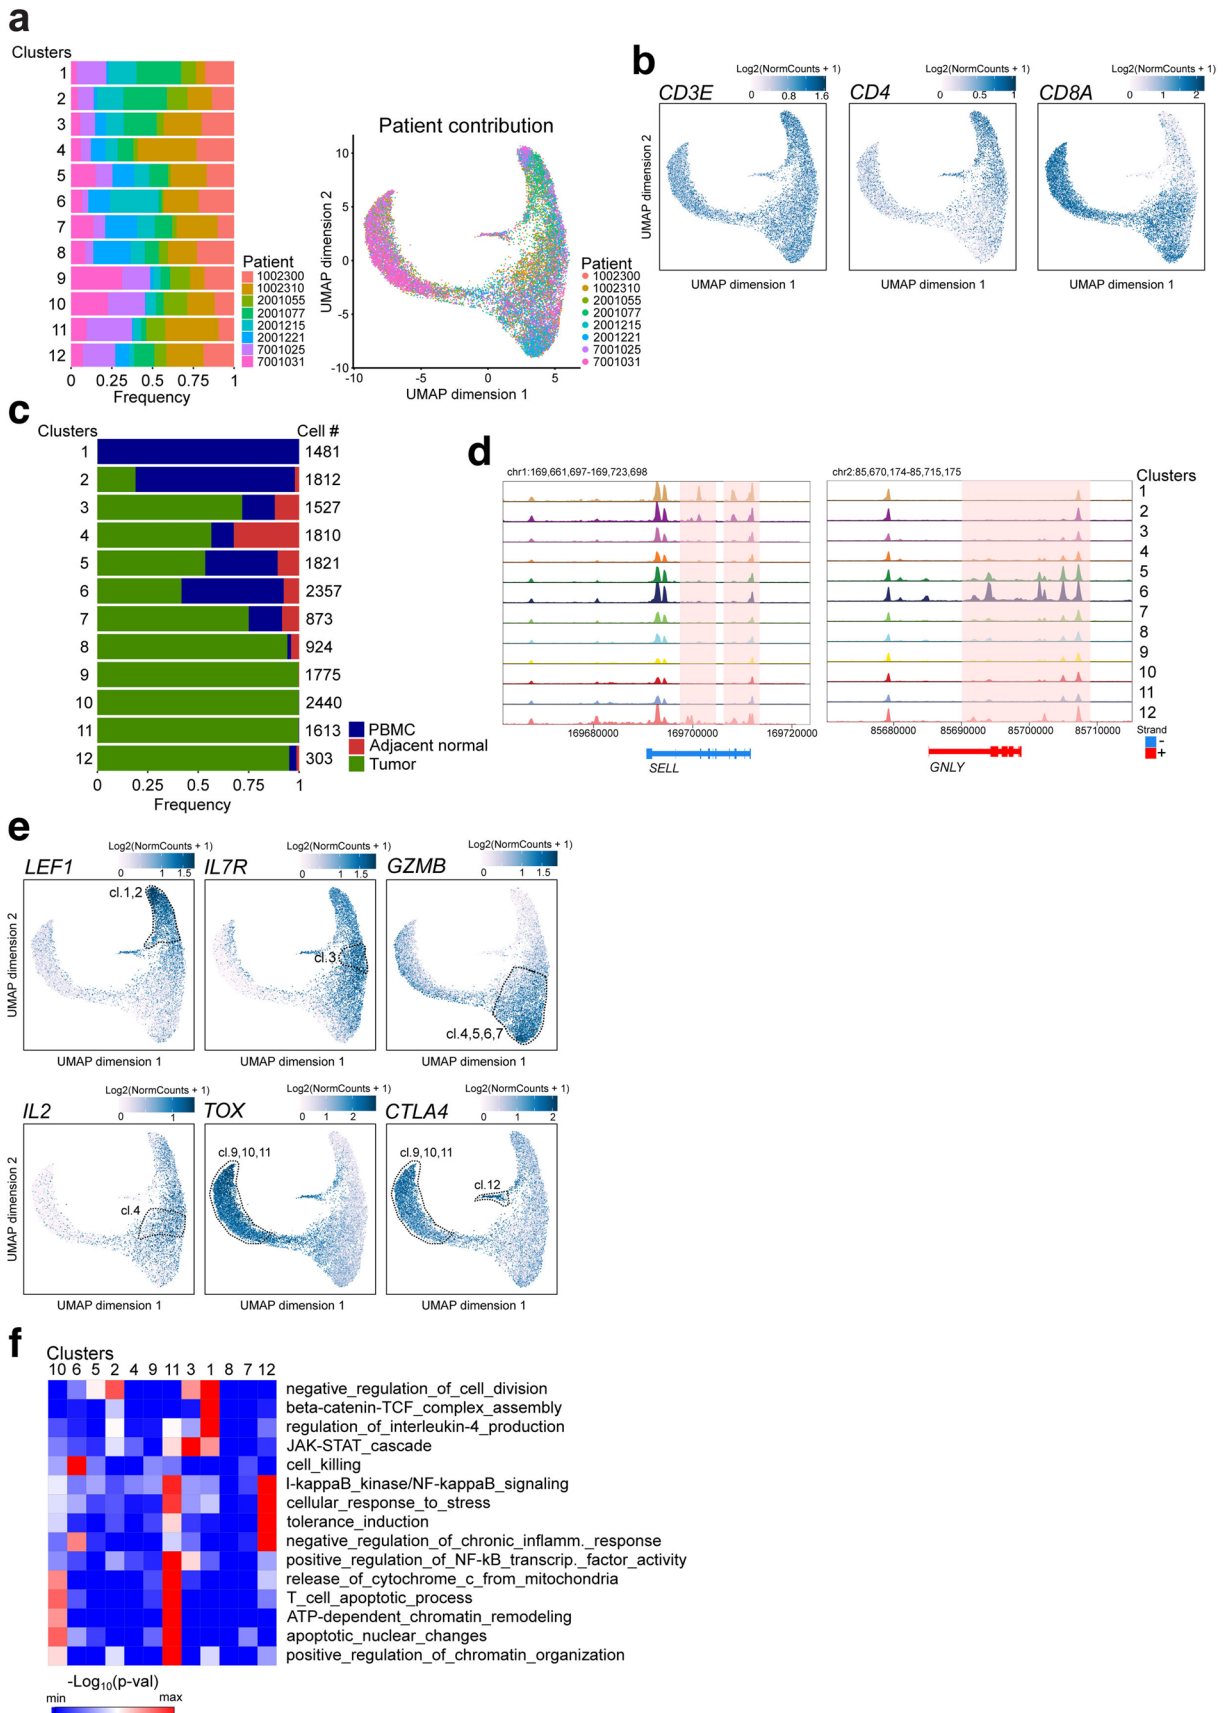 a
Clusters
1
2
3
4
5
6
7
8
9
10
11
12
0 0.25 0.5 0.75 1
Frequency
Patient
1002300
1002310
2001055
2001077
2001215
2001221
7001025
7001031
Patient contribution
UMAP dimension 2
10
5
0
-5
-10
-10 -5 0 5
UMAP dimension 1
Patient
1002300
1002310
2001055
2001077
2001215
2001221
7001025
7001031
b
Log2(NormCounts + 1) Log2(NormCounts + 1) Log2(NormCounts + 1)
CD3E 0 0.8 1.6 CD4 0 0.5 1 CD8A 0 1 2
UMAP dimension 2
UMAP dimension 1 UMAP dimension 1 UMAP dimension 1
c
Clusters Cell #
1 1481
2 1812
3 1527
4 1810
5 1821
6 2357
7 873
8 924
9 1775
10 2440
11 1613
12 303
0 0.25 0.5 0.75 1
Frequency
PBMC
Adjacent normal
Tumor
d
chr1:169,661,697-169,723,698 chr2:85,670,174-85,715,175
Clusters
1
2
3
4
5
6
7
8
9
10
11
12
169680000 169700000 169720000
85680000 85690000 85700000 85710000
SELL
GNLY
Strand
-
+
e
Log2(NormCounts + 1) Log2(NormCounts + 1) Log2(NormCounts + 1)
LEF1 0 1 1.5 IL7R 0 1 1.5 GZMB 0 1 1.5
cl.1,2
cl.3
cl.4,5,6,7
UMAP dimension 2
UMAP dimension 1 UMAP dimension 1 UMAP dimension 1
Log2(NormCounts + 1) Log2(NormCounts + 1) Log2(NormCounts + 1)
IL2 0 1 TOX 0 1 2 CTLA4 0 1 2
cl.4
cl.9,10,11
cl.9,10,11
cl.12
UMAP dimension 2
UMAP dimension 1 UMAP dimension 1 UMAP dimension 1
f
Clusters
10 6 5 2 4 9 11 3 1 8 7 12
negative_regulation_of_cell_division
beta-catenin-TCF_complex_assembly
regulation_of_interleukin-4_production
JAK-STAT_cascade
cell_killing
I-kappaB_kinase/NF-kappaB_signaling
cellular_response_to_stress
tolerance_induction
negative_regulation_of_chronic_inflamm._response
positive_regulation_of_NF-kB_transcrip._factor_activity
release_of_cytochrome_c_from_mitochondria
T_cell_apoptotic_process
ATP-dependent_chromatin_remodeling
apoptotic_nuclear_changes
positive_regulation_of_chromatin_organization
-Log10(p-val)
min max